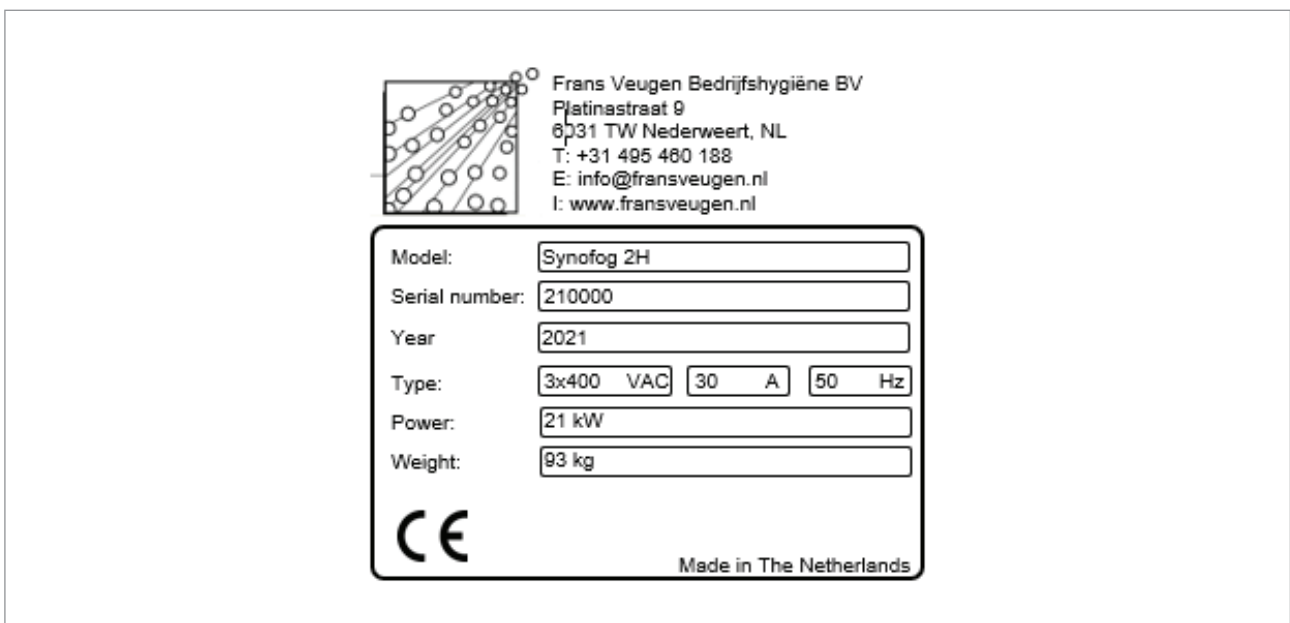 Frans Veugen Bedrijfshygiëne BV
Platinastraat 9
6031 TW Nederweert, NL
T: +31 495 460 188
E: info@fransveugen.nl
I: www.fransveugen.nl
Model: Synofog 2H
Serial number: 210000
Year 2021
Type: 3x400 VAC 30 A 50 Hz
Power: 21 kW
Weight: 93 kg
CE
Made in The Netherlands